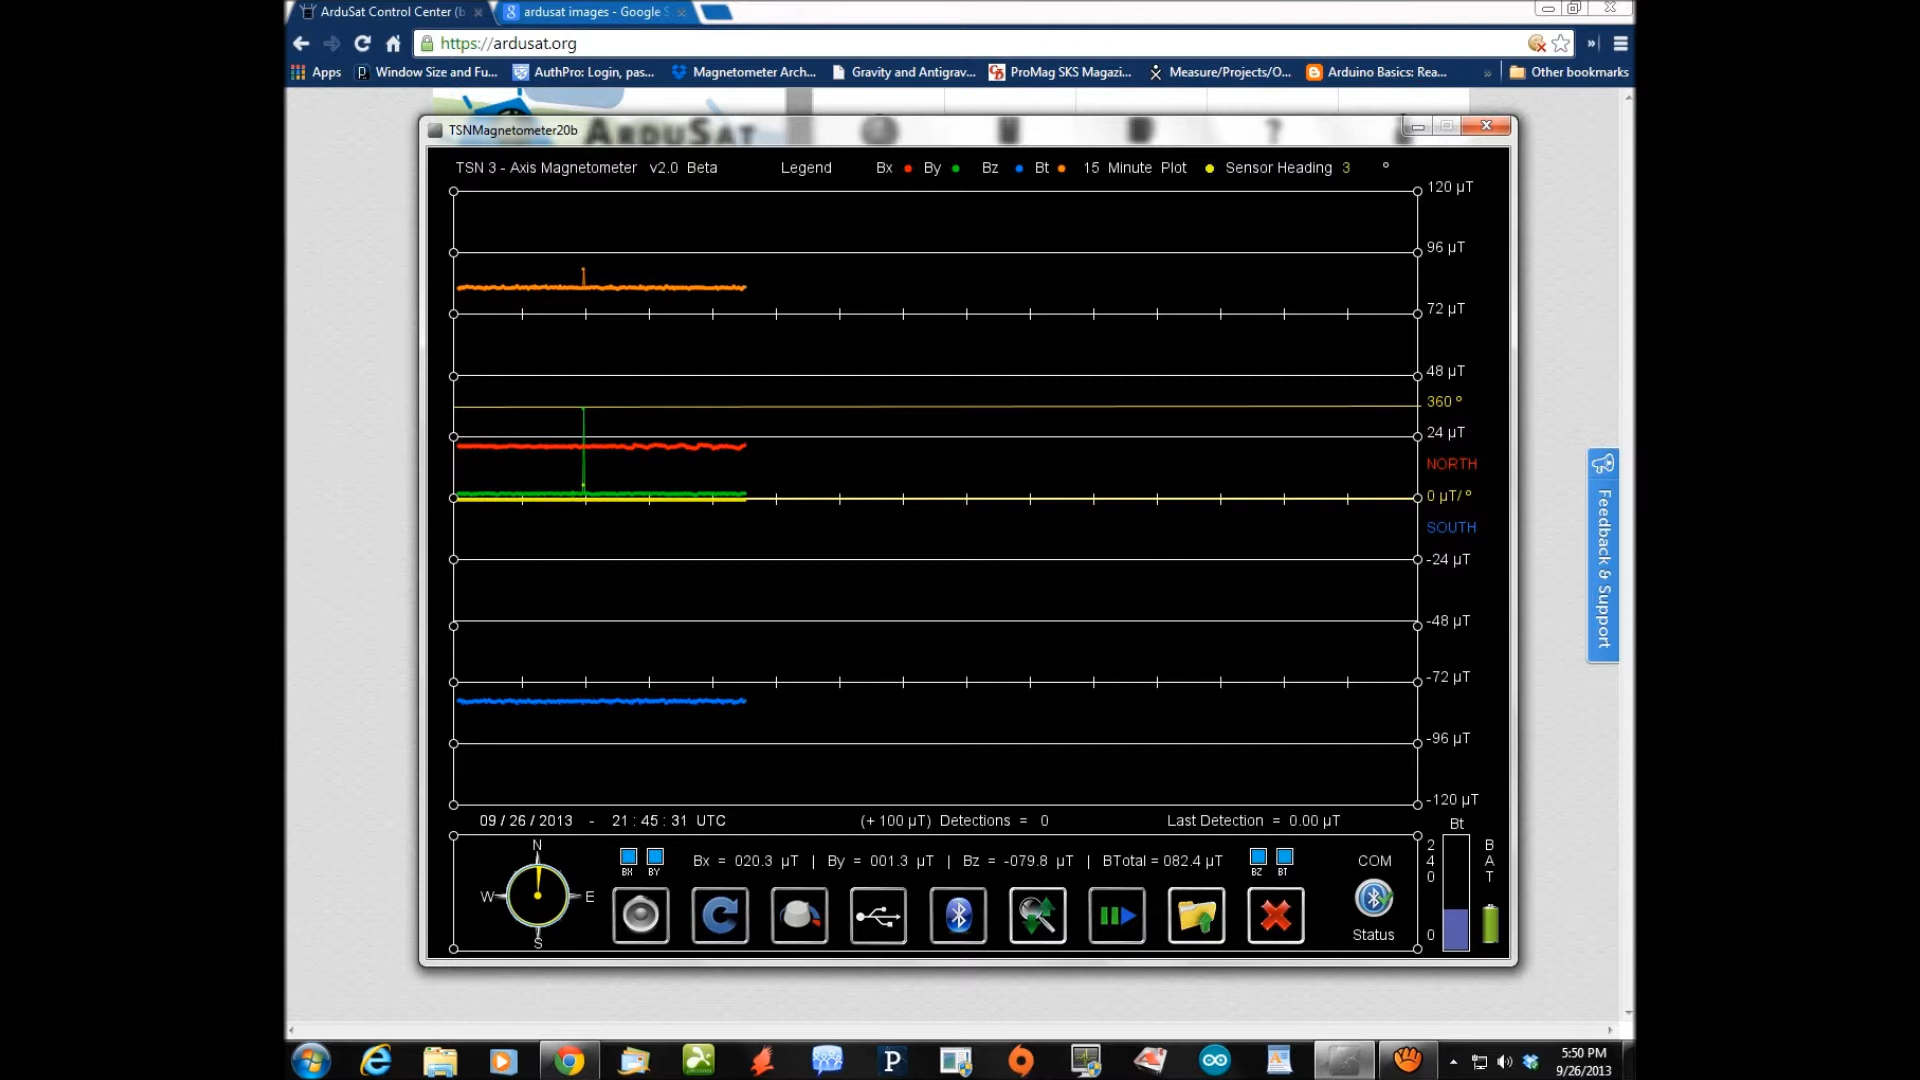 ArduSat Control Center (b
ardusat images - Google S
https://ardusat.org
Apps
Window Size and Fu...
AuthPro: Login, pas...
Magnetometer Arch...
Gravity and Antigrav...
ProMag SKS Magazi...
Measure/Projects/O...
Arduino Basics: Rea...
»
Other bookmarks
ARDUSAT
TSNMagnetometer20b
TSN 3 - Axis Magnetometer v2.0 Beta
Legend
Bx
By
Bz
Bt
15 Minute Plot
Sensor Heading 3 °
120 µT
96 µT
72 µT
48 µT
360 °
24 µT
NORTH
0 µT/ °
SOUTH
-24 µT
-48 µT
-72 µT
-96 µT
-120 µT
Feedback & Support
09 / 26 / 2013 - 21 : 45 : 31 UTC
(+ 100 µT) Detections = 0
Last Detection = 0.00 µT
Bt
N
W
E
S
BX
BY
Bx = 020.3 µT | By = 001.3 µT | Bz = -079.8 µT | BTotal = 082.4 µT
BZ
BT
COM
Status
240
0
BAT
5:50 PM
9/26/2013